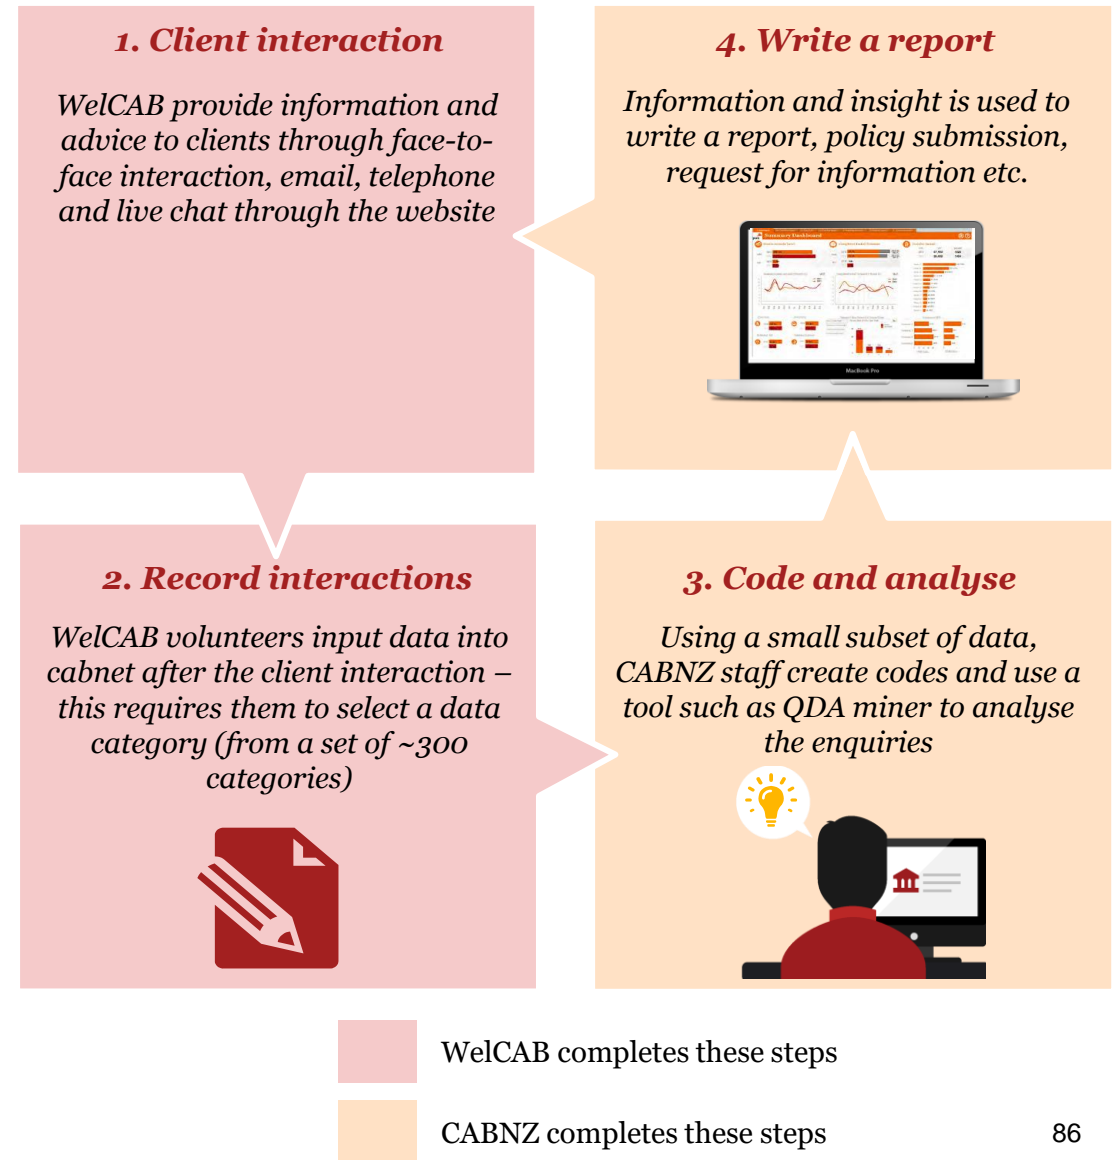 1. Client interaction
WelCAB provide information and
advice to clients through face-to-
face interaction, email, telephone
and live chat through the website
4. Write a report
Information and insight is used to
write a report, policy submission,
request for information etc.
Summary Dashboard
MacBook Pro
2. Record interactions
WelCAB volunteers input data into
cabnet after the client interaction –
this requires them to select a data
category (from a set of ~300
categories)
3. Code and analyse
Using a small subset of data,
CABNZ staff create codes and use a
tool such as QDA miner to analyse
the enquiries
WelCAB completes these steps
CABNZ completes these steps
86